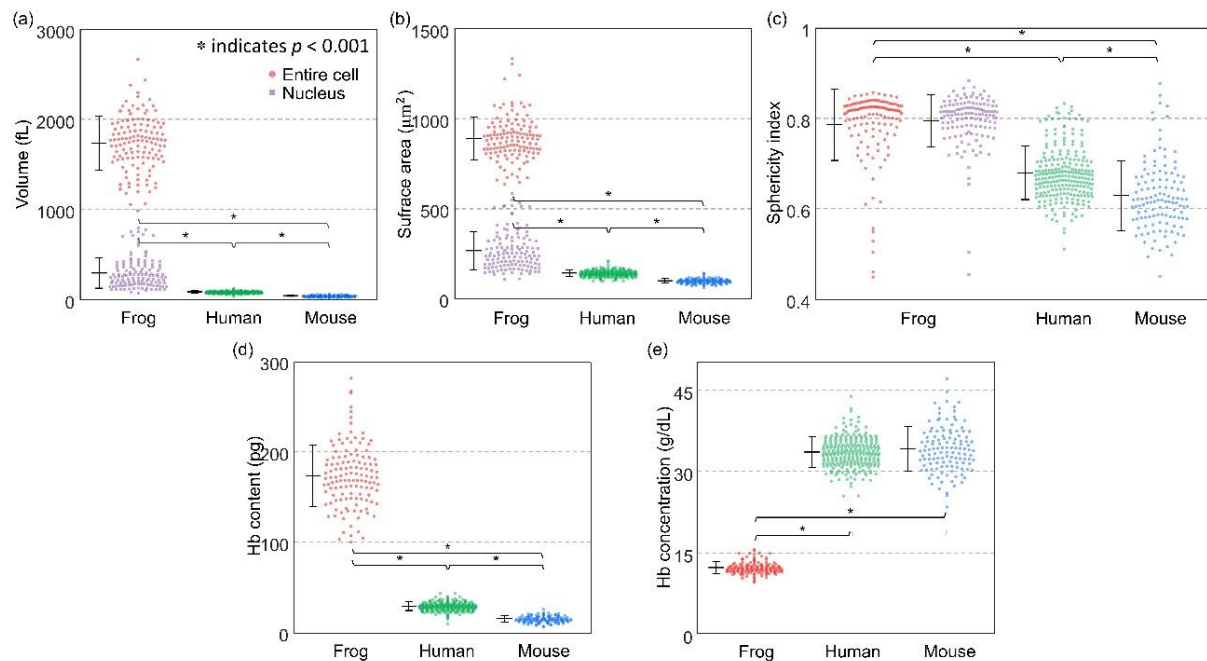 (a)
3000
2000
1000
0
Volume (fL)
* indicates p < 0.001
Entire cell
Nucleus
*
*
*
Frog
Human
Mouse
(b)
1500
1000
500
0
Sufrace area (μm²)
*
*
*
Frog
Human
Mouse
(c)
1
0.8
0.6
0.4
Sphericity index
*
*
*
Frog
Human
Mouse
(d)
300
200
100
0
Hb content (pg)
*
*
*
Frog
Human
Mouse
(e)
45
30
15
0
Hb concentration (g/dL)
*
*
Frog
Human
Mouse